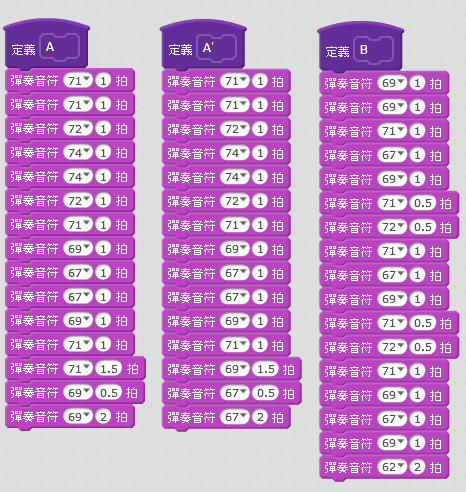 定義 A
彈奏音符 71 1 拍
彈奏音符 71 1 拍
彈奏音符 72 1 拍
彈奏音符 74 1 拍
彈奏音符 74 1 拍
彈奏音符 72 1 拍
彈奏音符 71 1 拍
彈奏音符 69 1 拍
彈奏音符 67 1 拍
彈奏音符 67 1 拍
彈奏音符 69 1 拍
彈奏音符 71 1 拍
彈奏音符 71 1.5 拍
彈奏音符 69 0.5 拍
彈奏音符 69 2 拍
定義 A'
彈奏音符 71 1 拍
彈奏音符 71 1 拍
彈奏音符 72 1 拍
彈奏音符 74 1 拍
彈奏音符 74 1 拍
彈奏音符 72 1 拍
彈奏音符 71 1 拍
彈奏音符 69 1 拍
彈奏音符 67 1 拍
彈奏音符 67 1 拍
彈奏音符 69 1 拍
彈奏音符 71 1 拍
彈奏音符 69 1.5 拍
彈奏音符 67 0.5 拍
彈奏音符 67 2 拍
定義 B
彈奏音符 69 1 拍
彈奏音符 69 1 拍
彈奏音符 71 1 拍
彈奏音符 67 1 拍
彈奏音符 69 1 拍
彈奏音符 71 0.5 拍
彈奏音符 72 0.5 拍
彈奏音符 71 1 拍
彈奏音符 67 1 拍
彈奏音符 69 1 拍
彈奏音符 71 0.5 拍
彈奏音符 72 0.5 拍
彈奏音符 71 1 拍
彈奏音符 69 1 拍
彈奏音符 67 1 拍
彈奏音符 69 1 拍
彈奏音符 62 2 拍